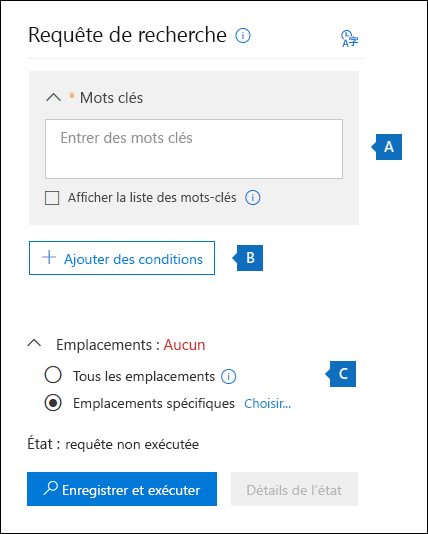 Requête de recherche
* Mots clés
Entrer des mots clés
A
Afficher la liste des mots-clés
+ Ajouter des conditions
B
Emplacements : Aucun
Tous les emplacements
C
Emplacements spécifiques Choisir...
État : requête non exécutée
Enregistrer et exécuter
Détails de l'état